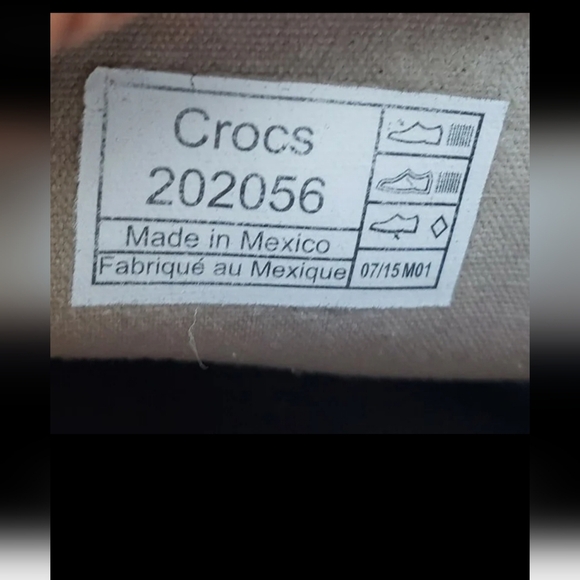 Crocs
202056
Made in Mexico
Fabriqué au Mexique
07/15 M01